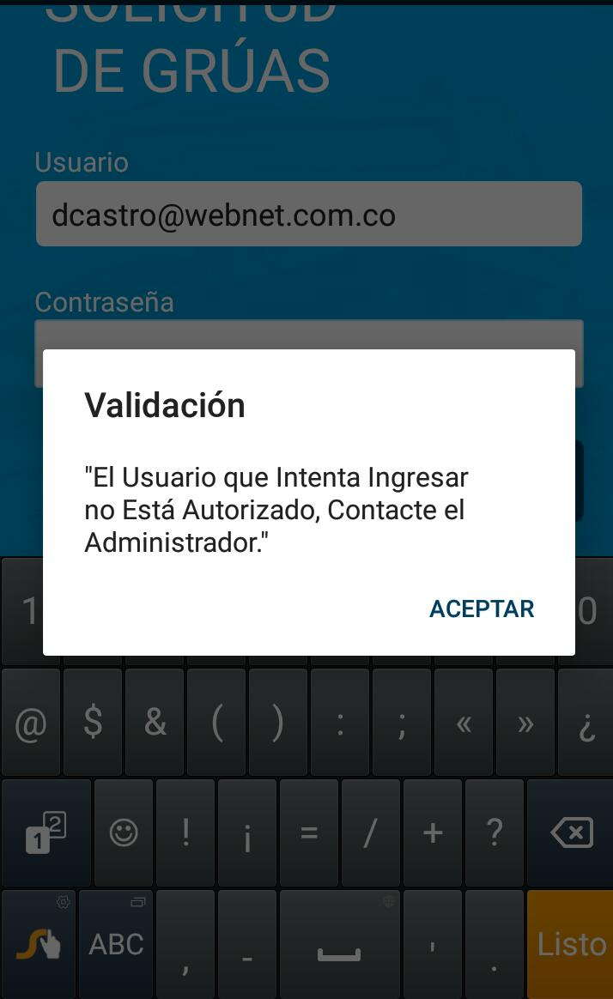 SOLICITUD
DE GRÚAS
Usuario
dcastro@webnet.com.co
Contraseña
Validación
"El Usuario que Intenta Ingresar
no Está Autorizado, Contacte el
Administrador."
ACEPTAR
1 0
@ $ & ( ) : ; « » ¿
1 2 ! ¡ = / + ?
ABC , - ' . Listo